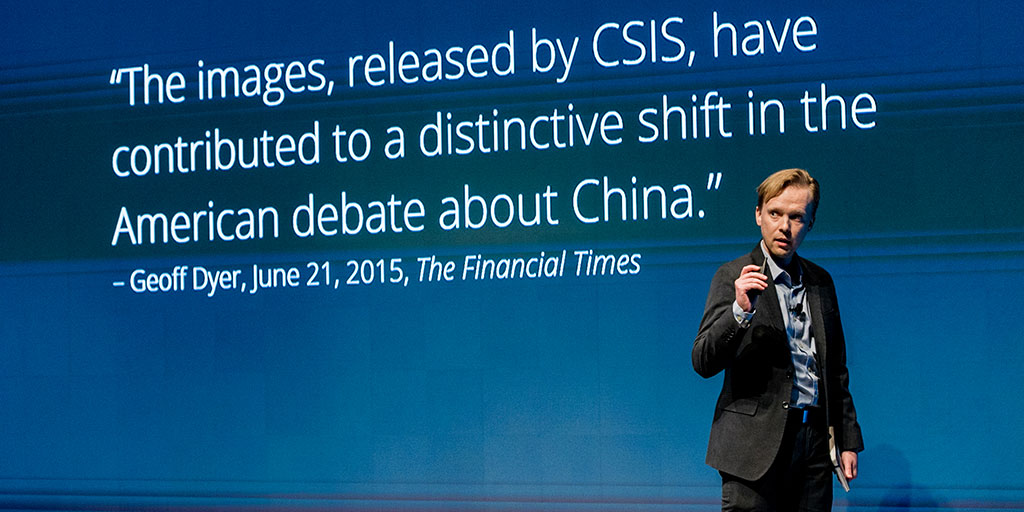 “The images, released by CSIS, have
contributed to a distinctive shift in the
American debate about China.”
– Geoff Dyer, June 21, 2015, The Financial Times